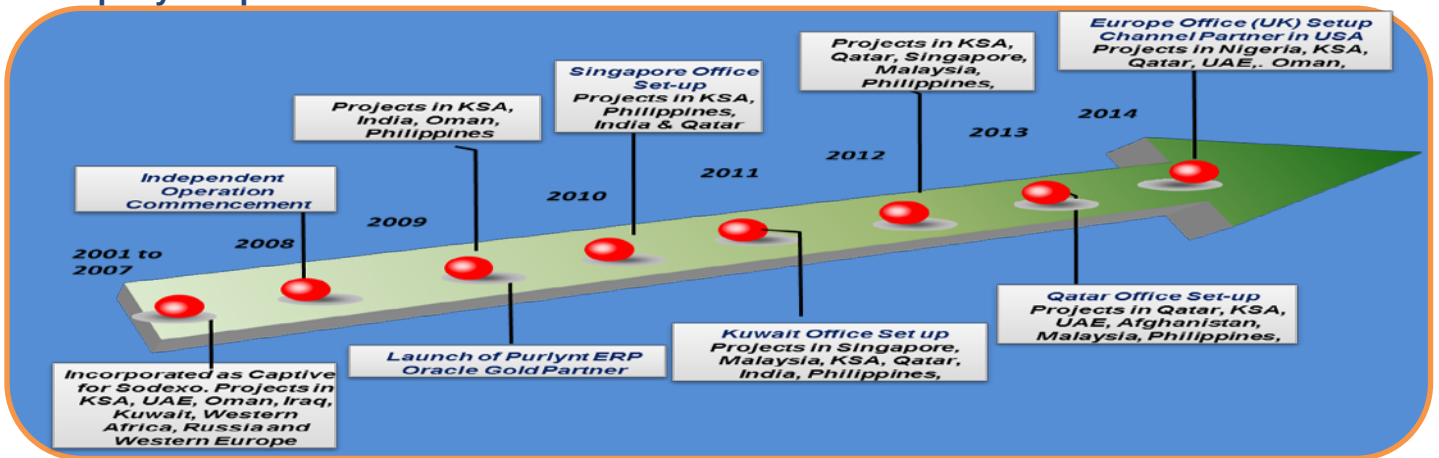 2001 to
2007
Incorporated as Captive
for Sodexo. Projects in
KSA, UAE, Oman, Iraq,
Kuwait, Western
Africa, Russia and
Western Europe
2008
Independent
Operation
Commencement
2009
Projects in KSA,
India, Oman,
Philippines
Launch of Purlynt ERP
Oracle Gold Partner
2010
Singapore Office
Set-up
Projects in KSA,
Philippines,
India & Qatar
2011
Kuwait Office Set up
Projects in Singapore,
Malaysia, KSA, Qatar,
India, Philippines,
2012
Projects in KSA,
Qatar, Singapore,
Malaysia,
Philippines,
2013
Qatar Office Set-up
Projects in Qatar, KSA,
UAE, Afghanistan,
Malaysia, Philippines,
2014
Europe Office (UK) Setup
Channel Partner in USA
Projects in Nigeria, KSA,
Qatar, UAE,. Oman,